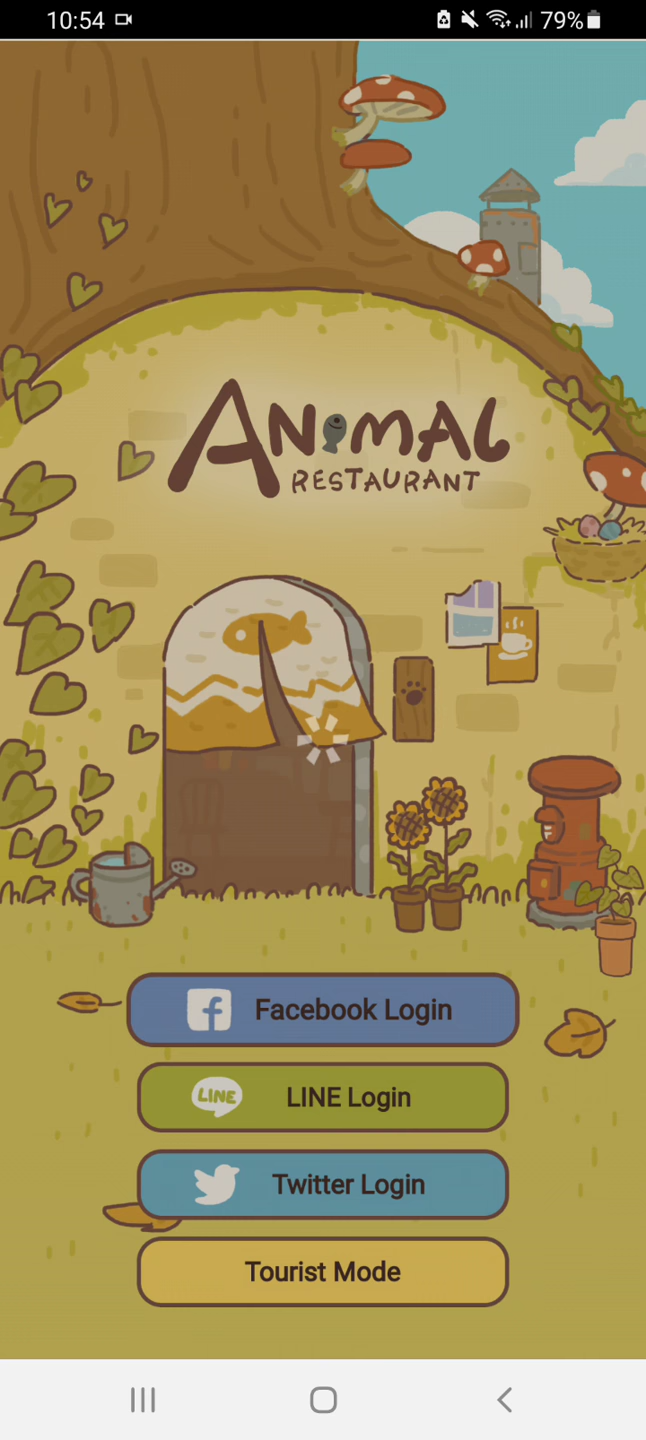 10:54
79%
ANIMAL
RESTAURANT
Facebook Login
LINE
LINE Login
Twitter Login
Tourist Mode